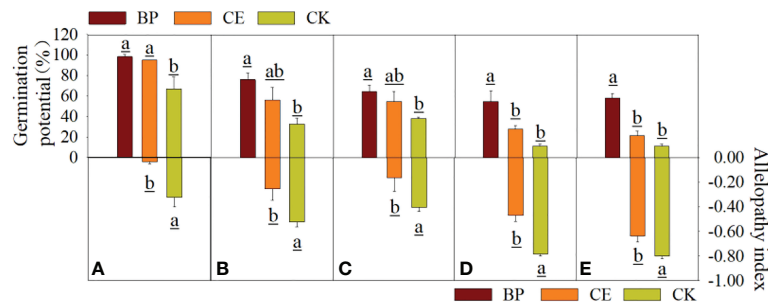 BP CE CK
120
100
80
60
40
20
0
Germination potential(%)
a a b
a ab b
a ab b
a b b
a b b
b a
b a
b a
b a
b a
A B C D E
0.00
-0.20
-0.40
-0.60
-0.80
-1.00
Allelopathy index
BP CE CK